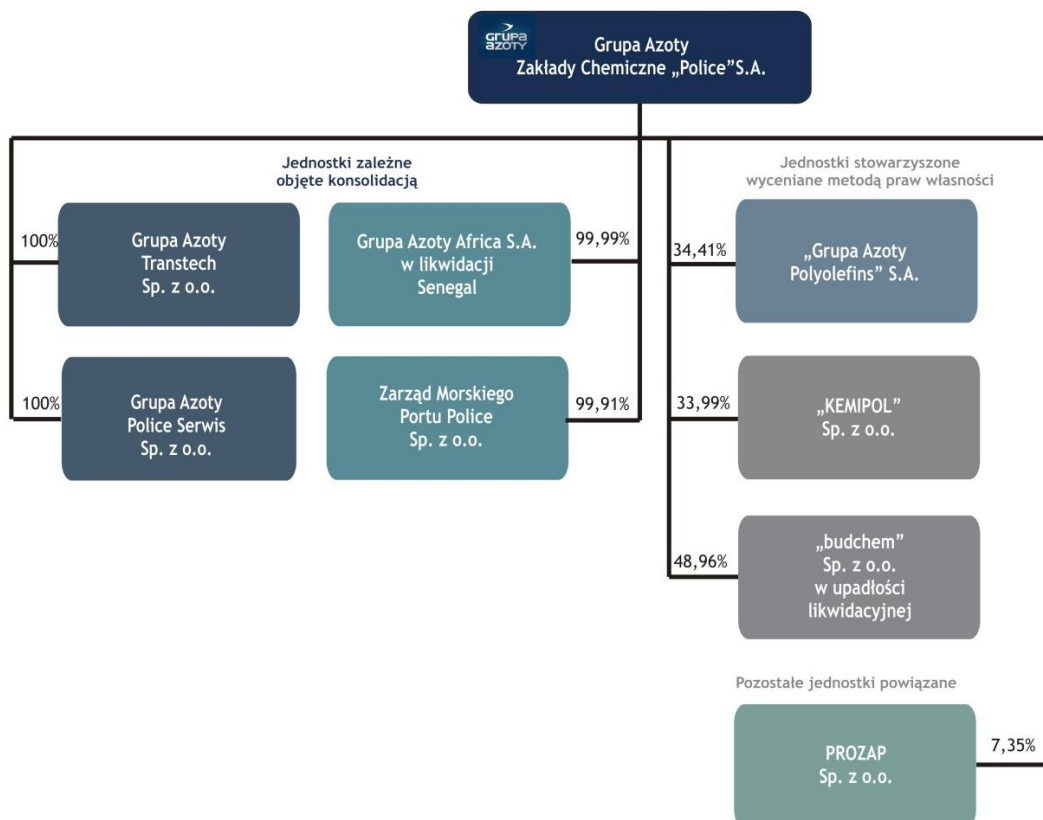 GRUPA
AZOTY
Grupa Azoty
Zakłady Chemiczne „Police”S.A.
Jednostki zależne
objęte konsolidacją
100%
Grupa Azoty
Transtech
Sp. z o.o.
Grupa Azoty Africa S.A.
w likwidacji
Senegal
99,99%
100%
Grupa Azoty
Police Serwis
Sp. z o.o.
Zarząd Morskiego
Portu Police
Sp. z o.o.
99,91%
Jednostki stowarzyszone
wyceniane metodą praw własności
34,41%
„Grupa Azoty
Polyolefins” S.A.
33,99%
„KEMIPOL”
Sp. z o.o.
48,96%
„budchem”
Sp. z o.o.
w upadłości
likwidacyjnej
Pozostałe jednostki powiązane
PROZAP
Sp. z o.o.
7,35%